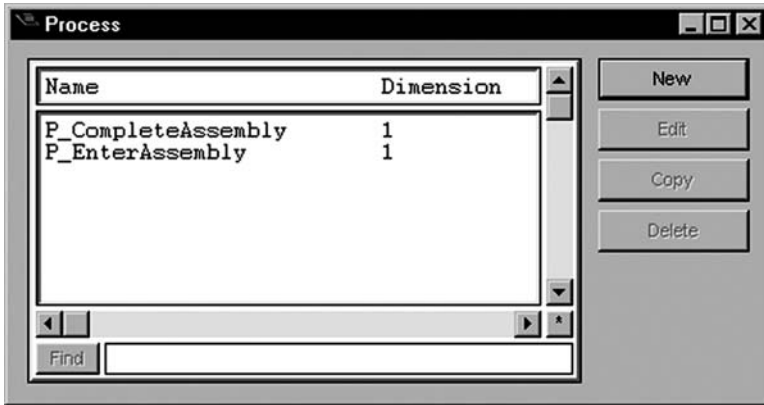 Process
Name Dimension
P_CompleteAssembly 1
P_EnterAssembly 1
New
Edit
Copy
Delete
Find